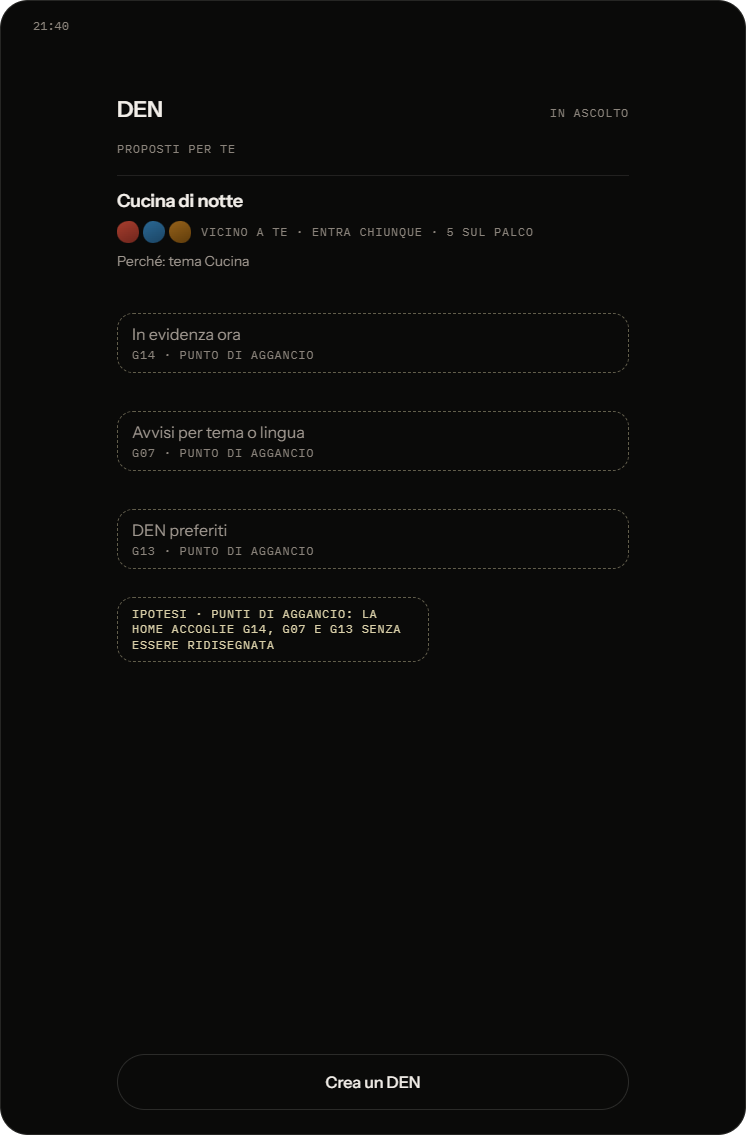 21:40
DEN
IN ASCOLTO
PROPOSTI PER TE
Cucina di notte
VICINO A TE · ENTRA CHIUNQUE · 5 SUL PALCO
Perché: tema Cucina
In evidenza ora
G14 · PUNTO DI AGGANCIO
Avvisi per tema o lingua
G07 · PUNTO DI AGGANCIO
DEN preferiti
G13 · PUNTO DI AGGANCIO
IPOTESI · PUNTI DI AGGANCIO: LA
HOME ACCOGLIE G14, G07 E G13 SENZA
ESSERE RIDISEGNATA
Crea un DEN